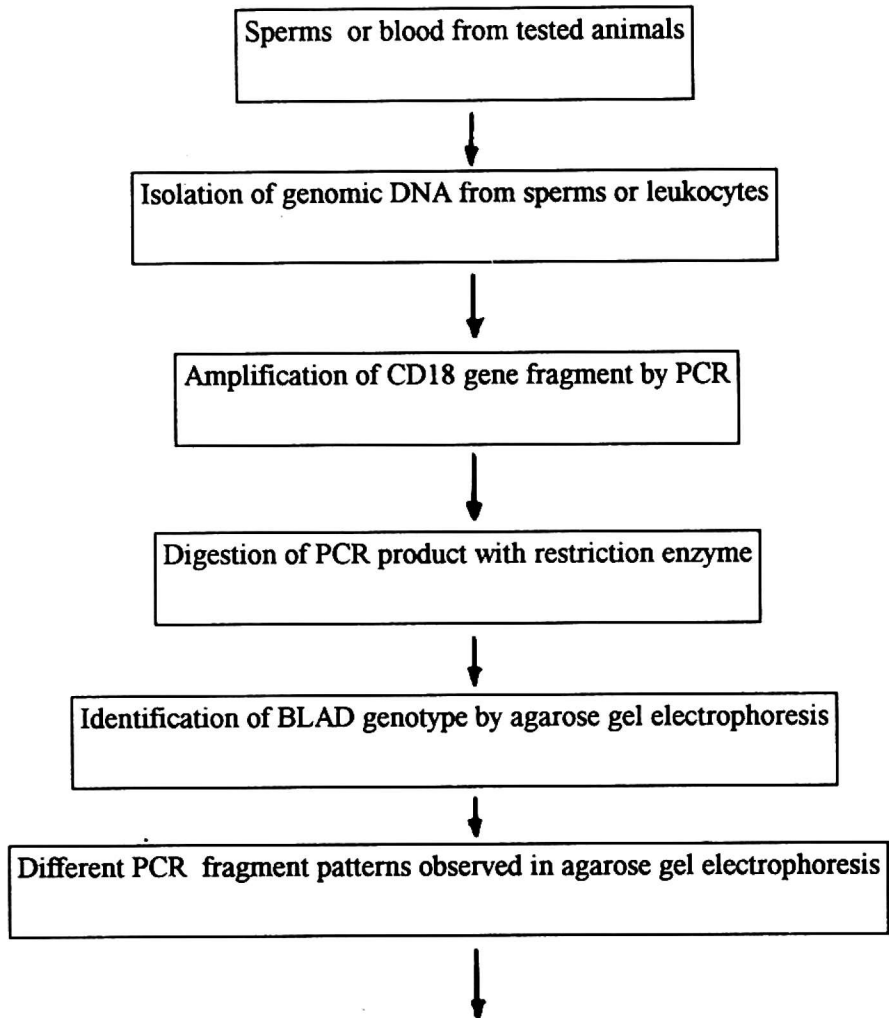 Sperms or blood from tested animals
Isolation of genomic DNA from sperms or leukocytes
Amplification of CD18 gene fragment by PCR
Digestion of PCR product with restriction enzyme
Identification of BLAD genotype by agarose gel electrophoresis
Different PCR fragment patterns observed in agarose gel electrophoresis